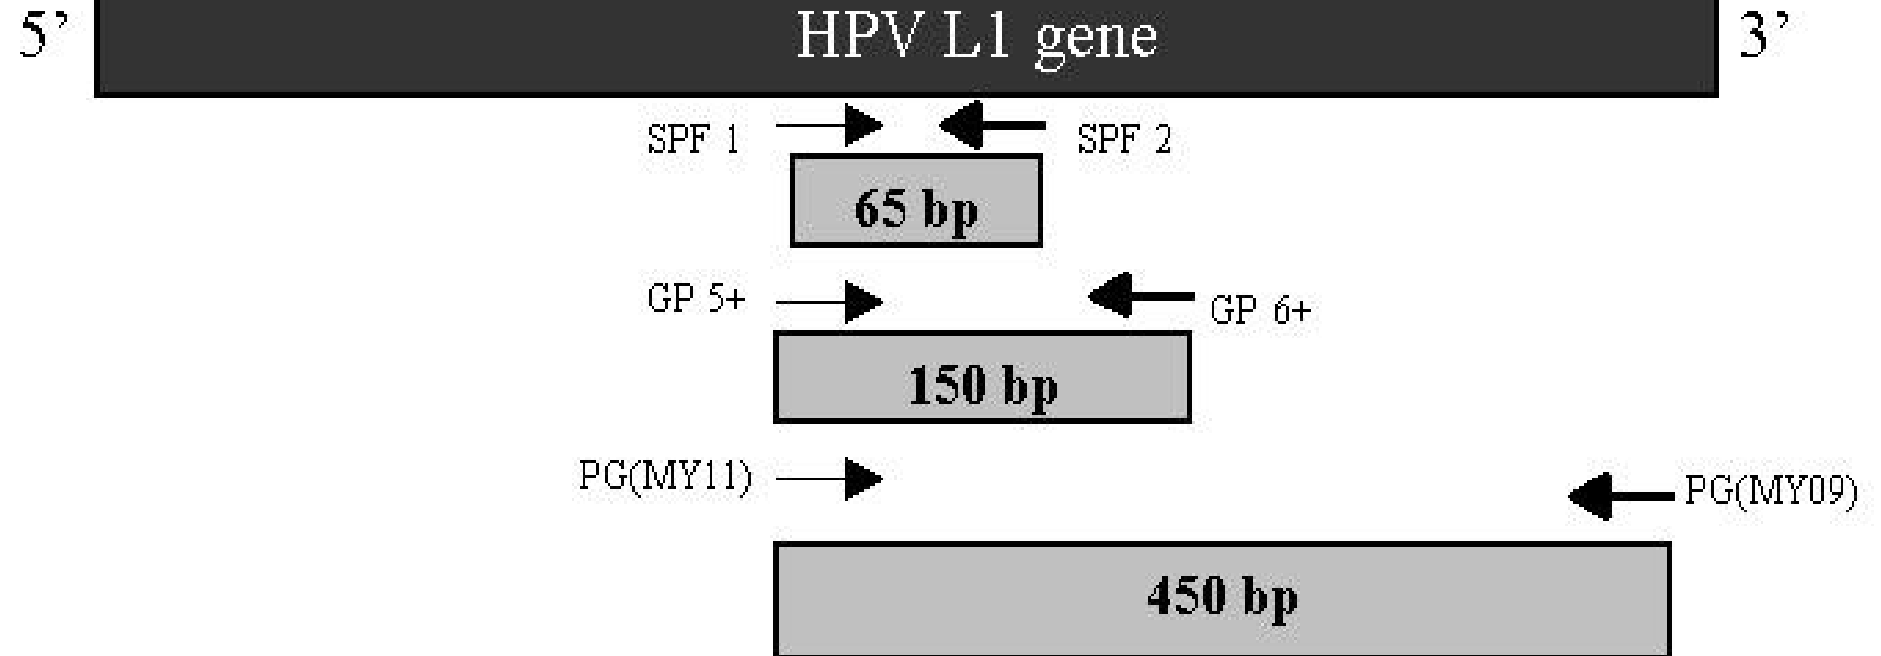 5’ HPV L1 gene 3’
SPF 1 SPF 2
65 bp
GP 5+ GP 6+
150 bp
PG(MY11) PG(MY09)
450 bp